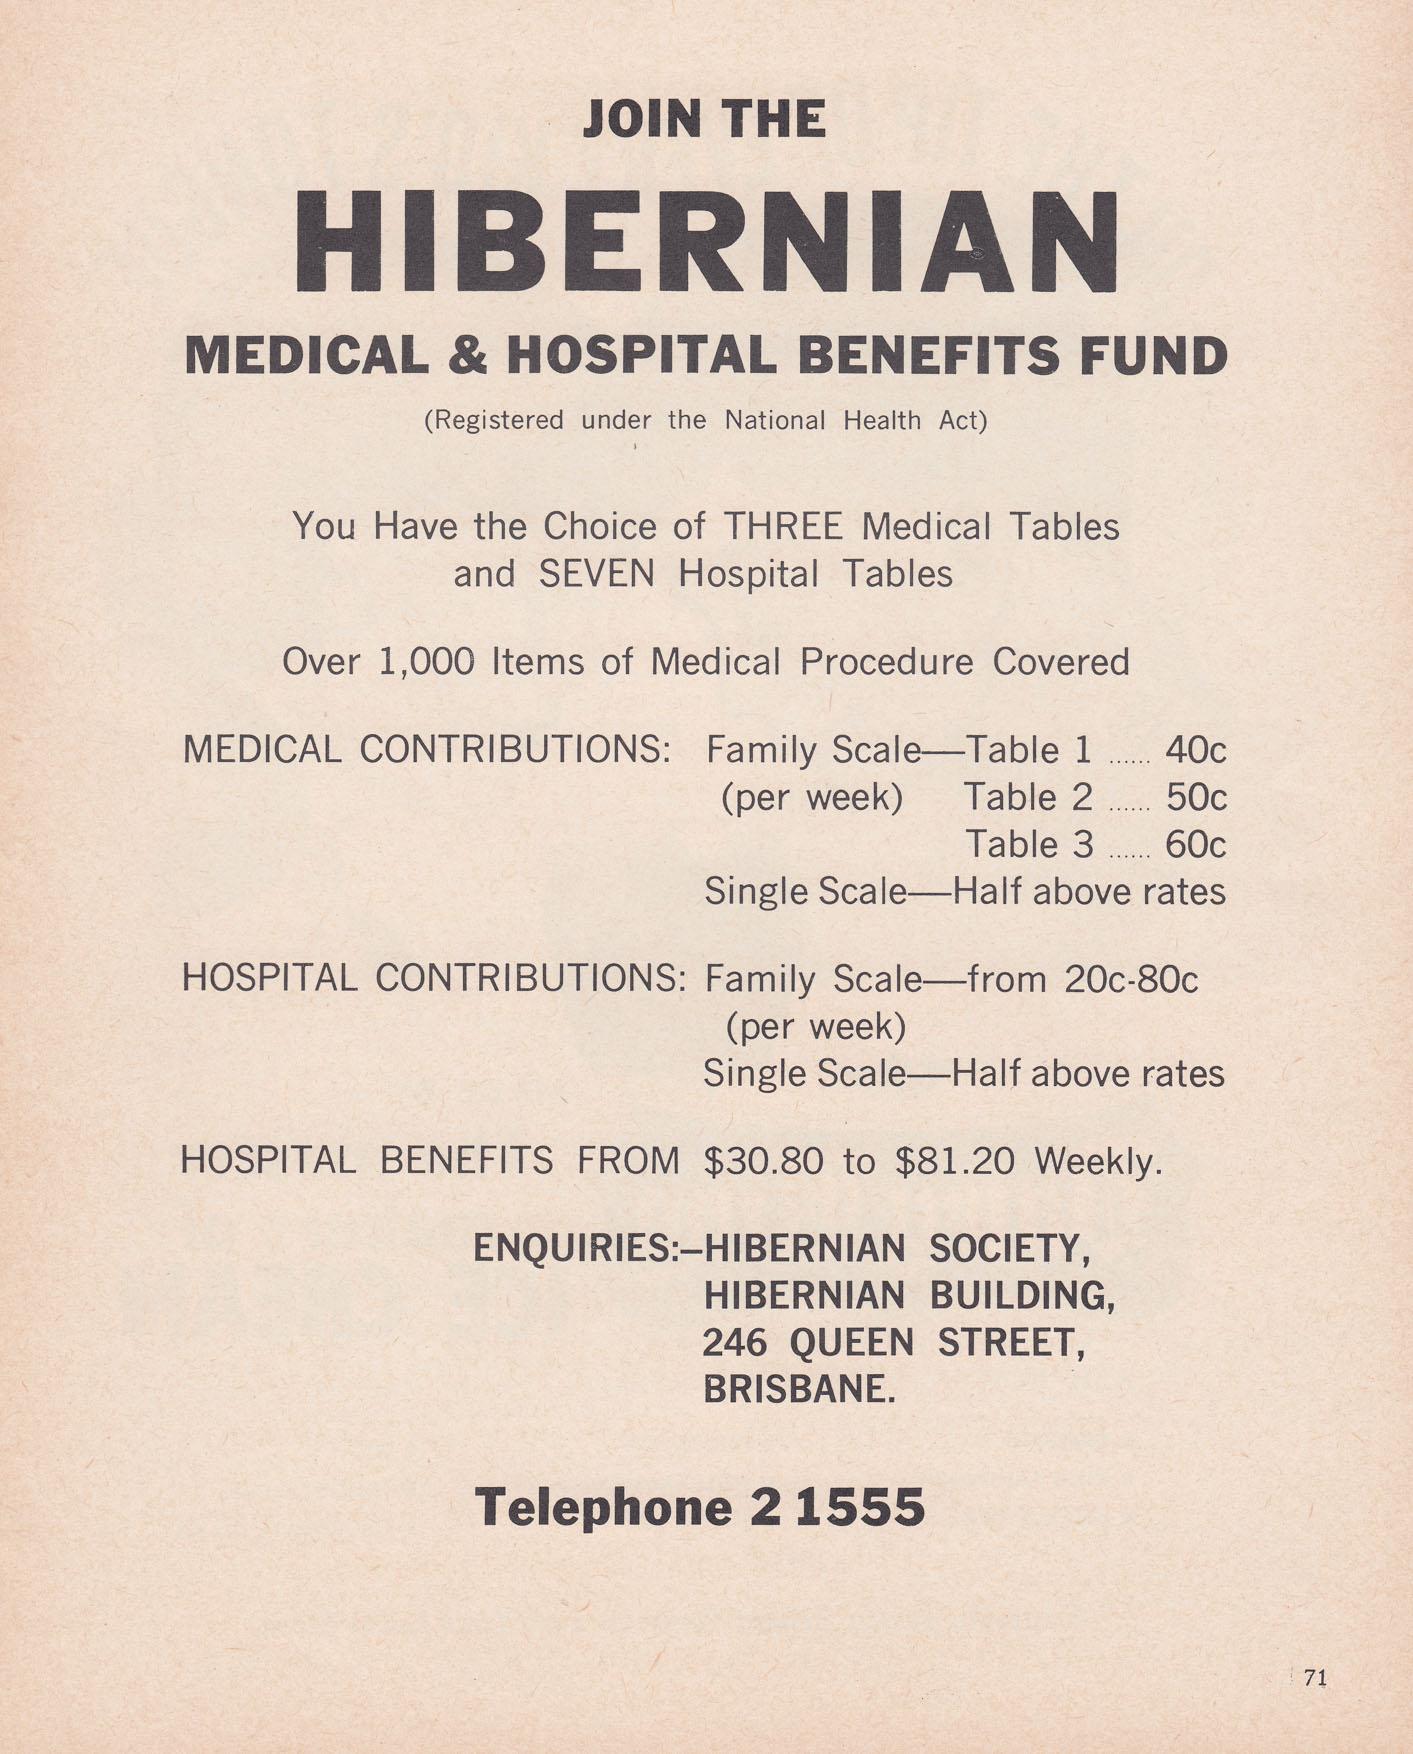 JOIN THE
HIBERNIAN
MEDICAL & HOSPITAL BENEFITS FUND
(Registered under the National Health Act)
You Have the Choice of THREE Medical Tables
and SEVEN Hospital Tables
Over 1,000 Items of Medical Procedure Covered
MEDICAL CONTRIBUTIONS: Family Scale—Table 1 ...... 40c
(per week) Table 2 ...... 50c
Table 3 ...... 60c
Single Scale—Half above rates
HOSPITAL CONTRIBUTIONS: Family Scale—from 20c-80c
(per week)
Single Scale—Half above rates
HOSPITAL BENEFITS FROM $30.80 to $81.20 Weekly.
ENQUIRIES:–HIBERNIAN SOCIETY,
HIBERNIAN BUILDING,
246 QUEEN STREET,
BRISBANE.
Telephone 2 1555
71